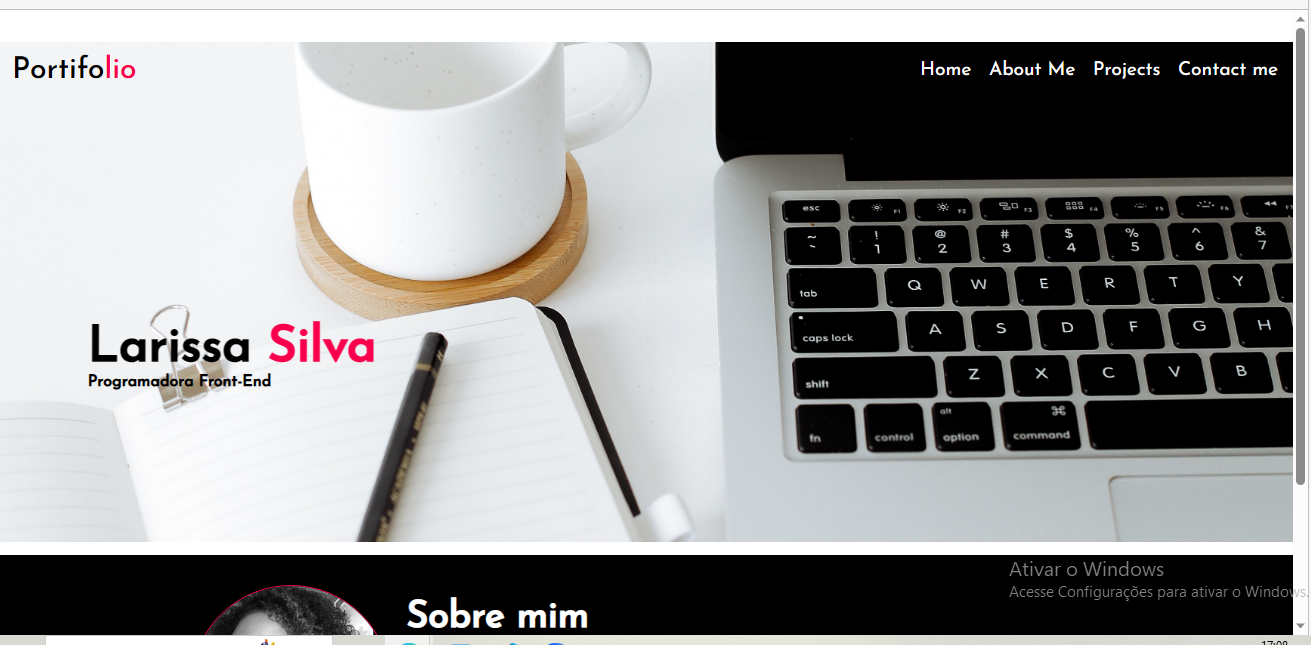 Portifolio
Home About Me Projects Contact me
esc F1 F2 F3 F4 F5 F6
~ ! @ # $ % ^ &
` 1 2 3 4 5 6 7
tab Q W E R T Y
caps lock A S D F G H
shift Z X C V B
alt ⌘
fn control option command
Larissa Silva
Programadora Front-End
Ativar o Windows
Acesse Configurações para ativar o Windows.
Sobre mim